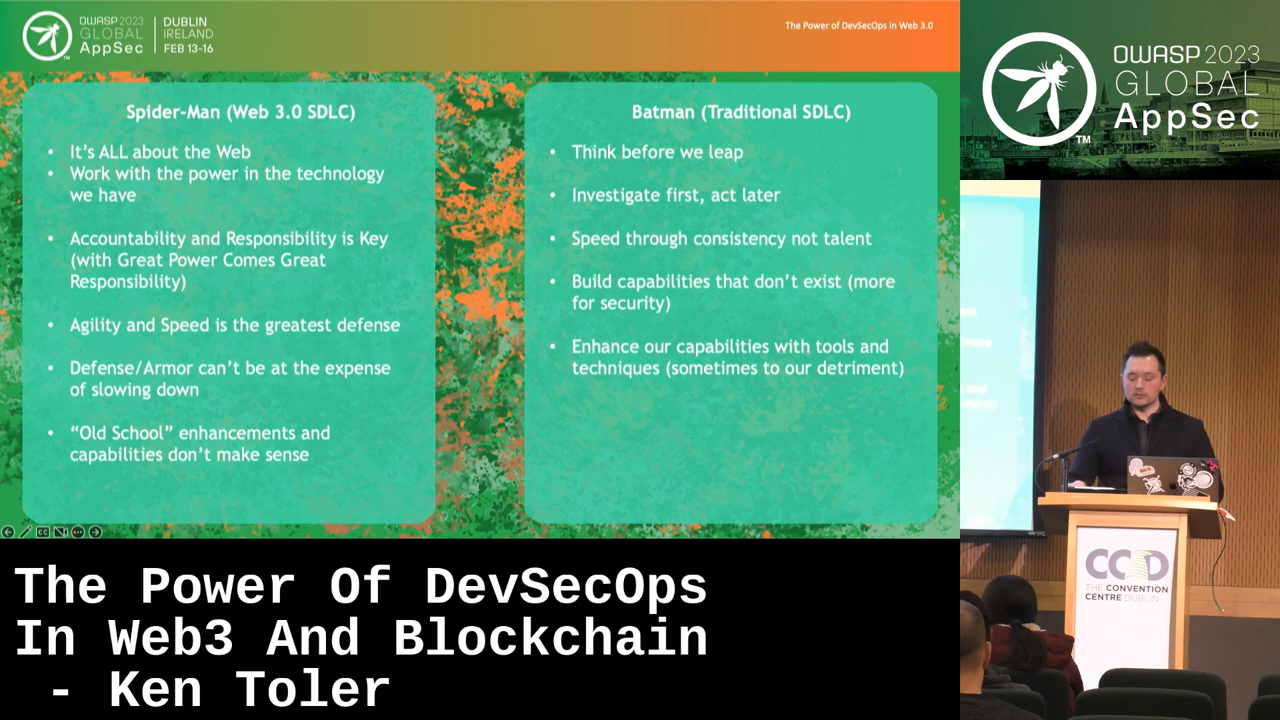 OWASP 2023
GLOBAL
AppSec
DUBLIN
IRELAND
FEB 13-16
The Power of DevSecOps in Web 3.0
Spider-Man (Web 3.0 SDLC)
• It's ALL about the Web
• Work with the power in the technology
we have
• Accountability and Responsibility is Key
(with Great Power Comes Great
Responsibility)
• Agility and Speed is the greatest defense
• Defense/Armor can't be at the expense
of slowing down
• “Old School” enhancements and
capabilities don't make sense
Batman (Traditional SDLC)
• Think before we leap
• Investigate first, act later
• Speed through consistency not talent
• Build capabilities that don't exist (more
for security)
• Enhance our capabilities with tools and
techniques (sometimes to our detriment)
The Power Of DevSecOps
In Web3 And Blockchain
- Ken Toler
OWASP 2023
GLOBAL
AppSec
TM
CCD
THE CONVENTION
CENTRE DUBLIN